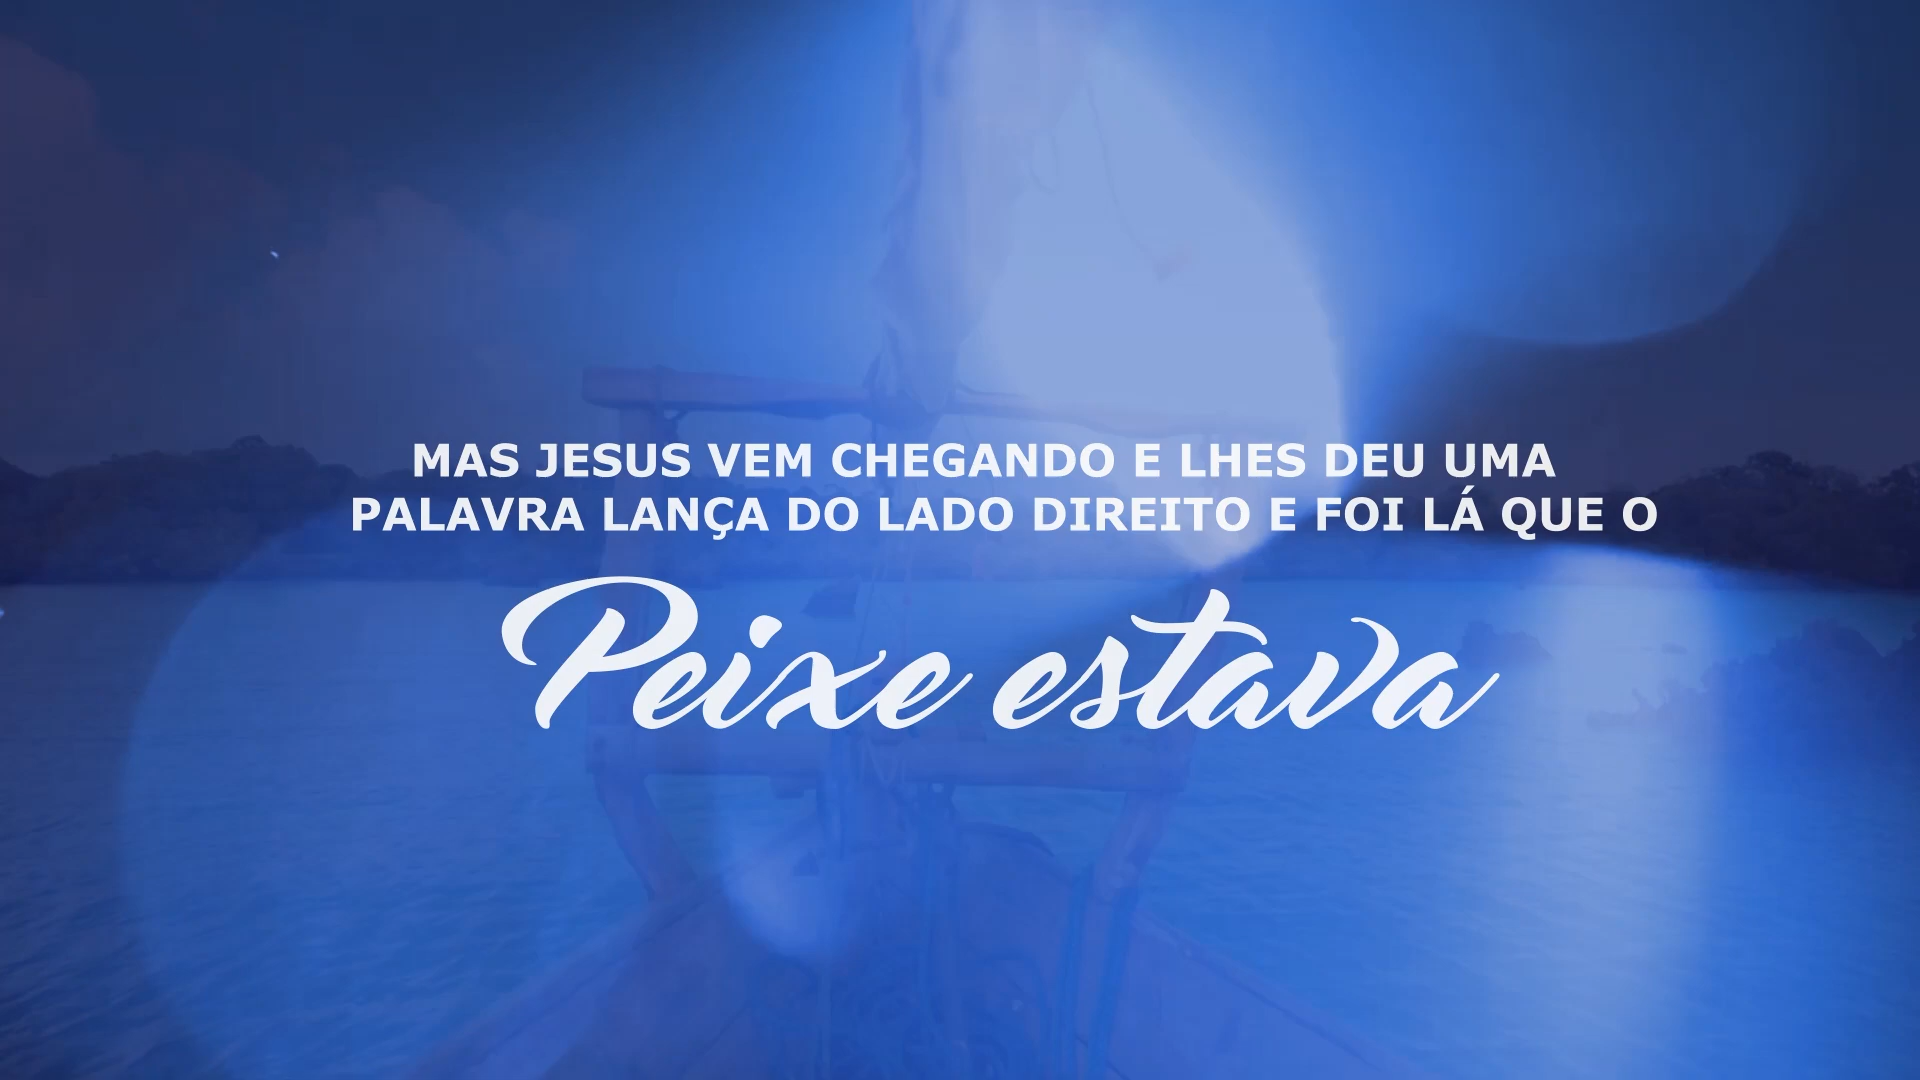 MAS JESUS VEM CHEGANDO E LHES DEU UMA
PALAVRA LANÇA DO LADO DIREITO E FOI LÁ QUE O
Peixe estava